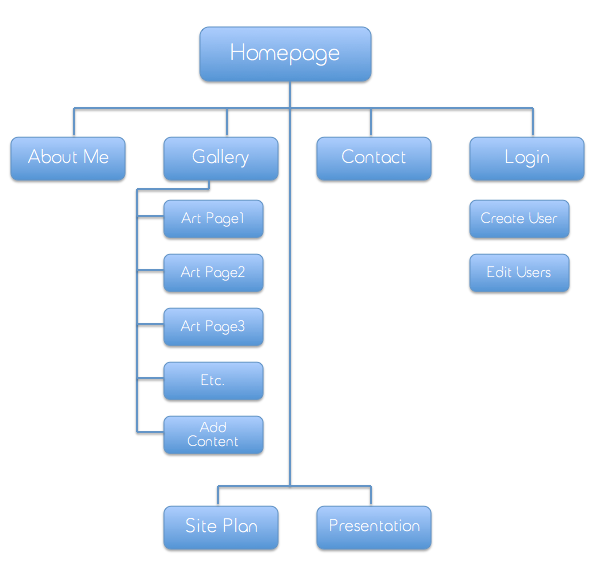 Homepage
About Me
Gallery
Contact
Login
Art Page1
Create User
Art Page2
Edit Users
Art Page3
Etc.
Add
Content
Site Plan
Presentation